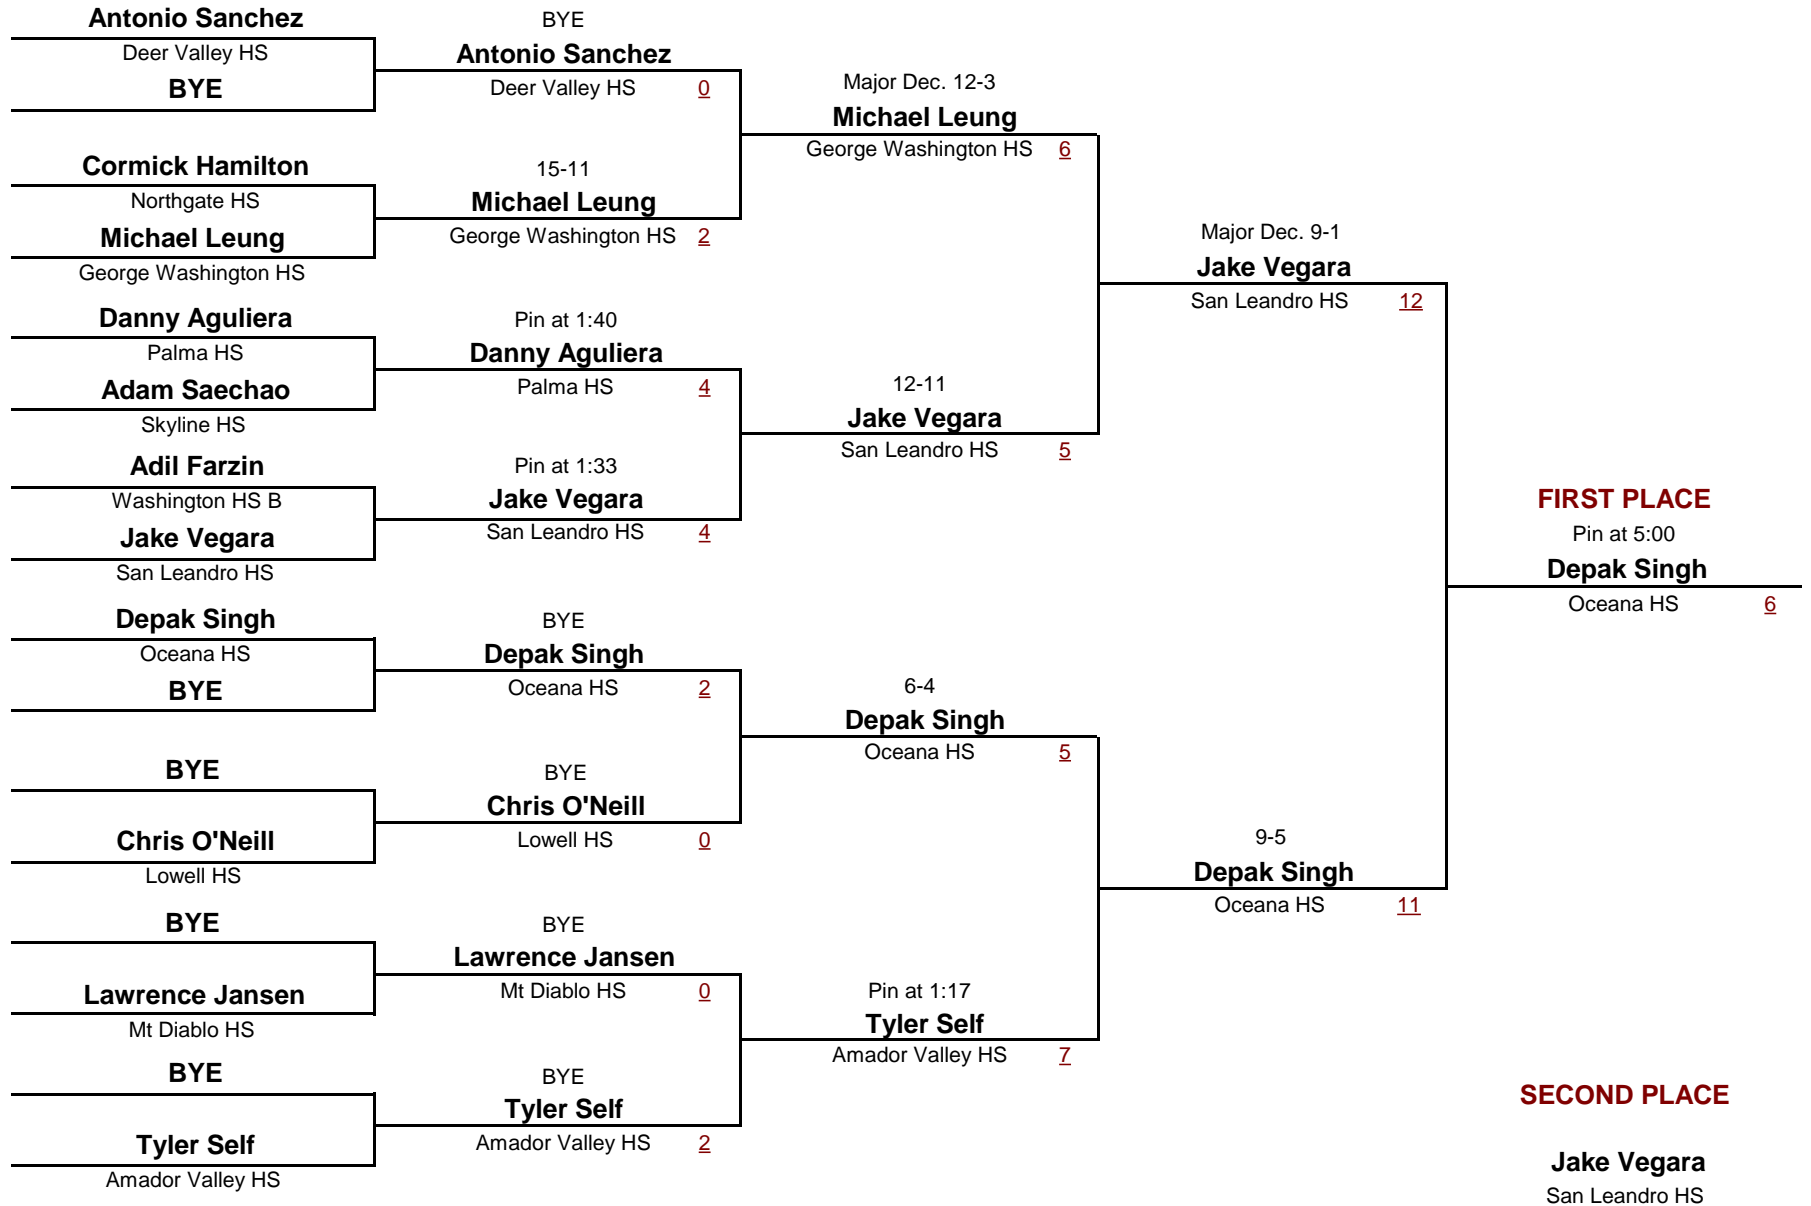 Antonio Sanchez
Deer Valley HS
BYE
Cormick Hamilton
Northgate HS
Michael Leung
George Washington HS
Danny Aguliera
Palma HS
Adam Saechao
Skyline HS
Adil Farzin
Washington HS B
Jake Vegara
San Leandro HS
Depak Singh
Oceana HS
BYE
BYE
Chris O'Neill
Lowell HS
BYE
Lawrence Jansen
Mt Diablo HS
BYE
Tyler Self
Amador Valley HS
BYE
Antonio Sanchez
Deer Valley HS 0
15-11
Michael Leung
George Washington HS 2
Pin at 1:40
Danny Aguliera
Palma HS 4
Pin at 1:33
Jake Vegara
San Leandro HS 4
BYE
Depak Singh
Oceana HS 2
BYE
Chris O'Neill
Lowell HS 0
BYE
Lawrence Jansen
Mt Diablo HS 0
BYE
Tyler Self
Amador Valley HS 2
Major Dec. 12-3
Michael Leung
George Washington HS 6
12-11
Jake Vegara
San Leandro HS 5
6-4
Depak Singh
Oceana HS 5
Pin at 1:17
Tyler Self
Amador Valley HS 7
Major Dec. 9-1
Jake Vegara
San Leandro HS 12
9-5
Depak Singh
Oceana HS 11
FIRST PLACE
Pin at 5:00
Depak Singh
Oceana HS 6
SECOND PLACE
Jake Vegara
San Leandro HS